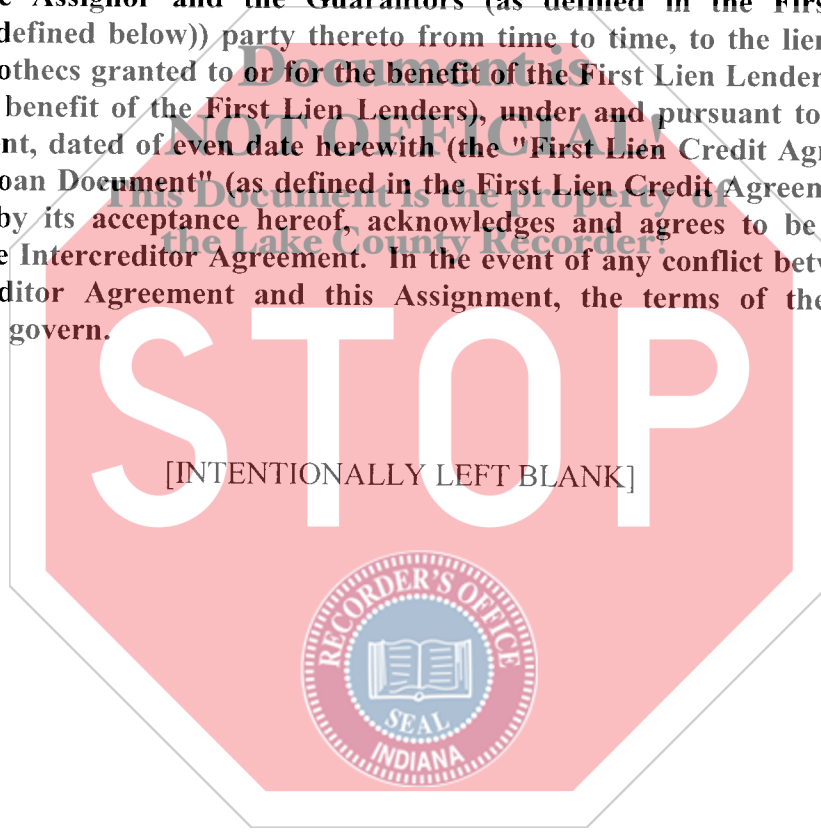 Assignor and the Guarantors (as defined in the Firs
defined below)) party thereto from time to time, to the lien
othecs granted to or for the benefit of the First Lien Lender
benefit of the First Lien Lenders), under and pursuant to
nt, dated of even date herewith (the "First Lien Credit Agr
oan Document" (as defined in the First Lien Credit Agreem
by its acceptance hereof, acknowledges and agrees to be
e Intercreditor Agreement. In the event of any conflict betw
ditor Agreement and this Assignment, the terms of the
govern.
Document is
NOT OFFICIAL!
This Document is the property of
the Lake County Recorder!
STOP
[INTENTIONALLY LEFT BLANK]
RECORDER'S OFFICE
SEAL
INDIANA